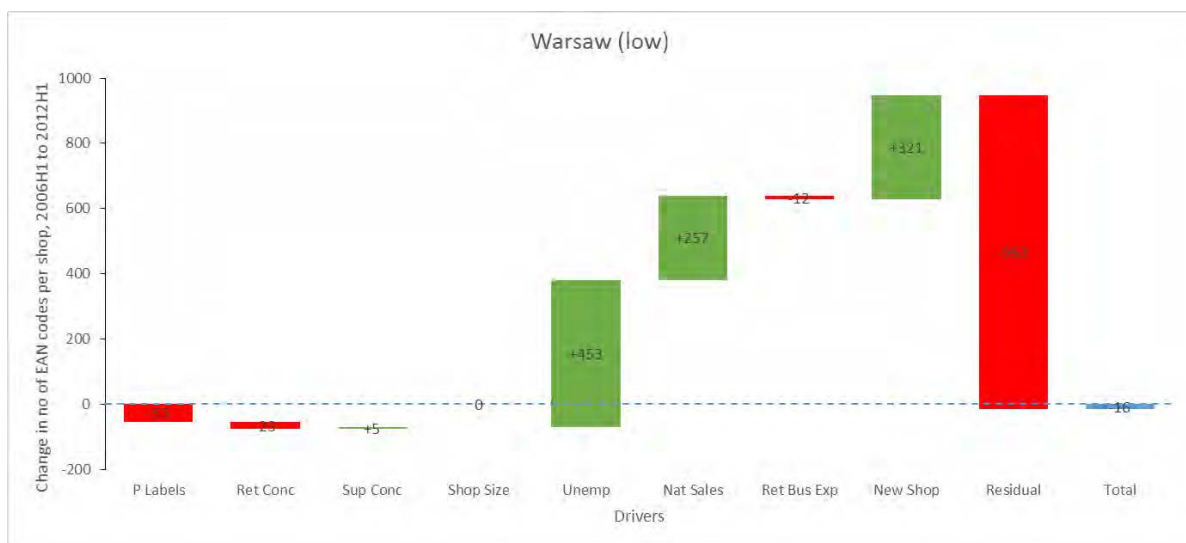 Warsaw (low)
Change in no of EAN codes per shop, 2006H1 to 2012H1
1000
800
600
400
200
0
-200
+5
0
+453
+257
-12
+321
-16
P Labels
Ret Conc
Sup Conc
Shop Size
Unemp
Nat Sales
Ret Bus Exp
New Shop
Residual
Total
Drivers